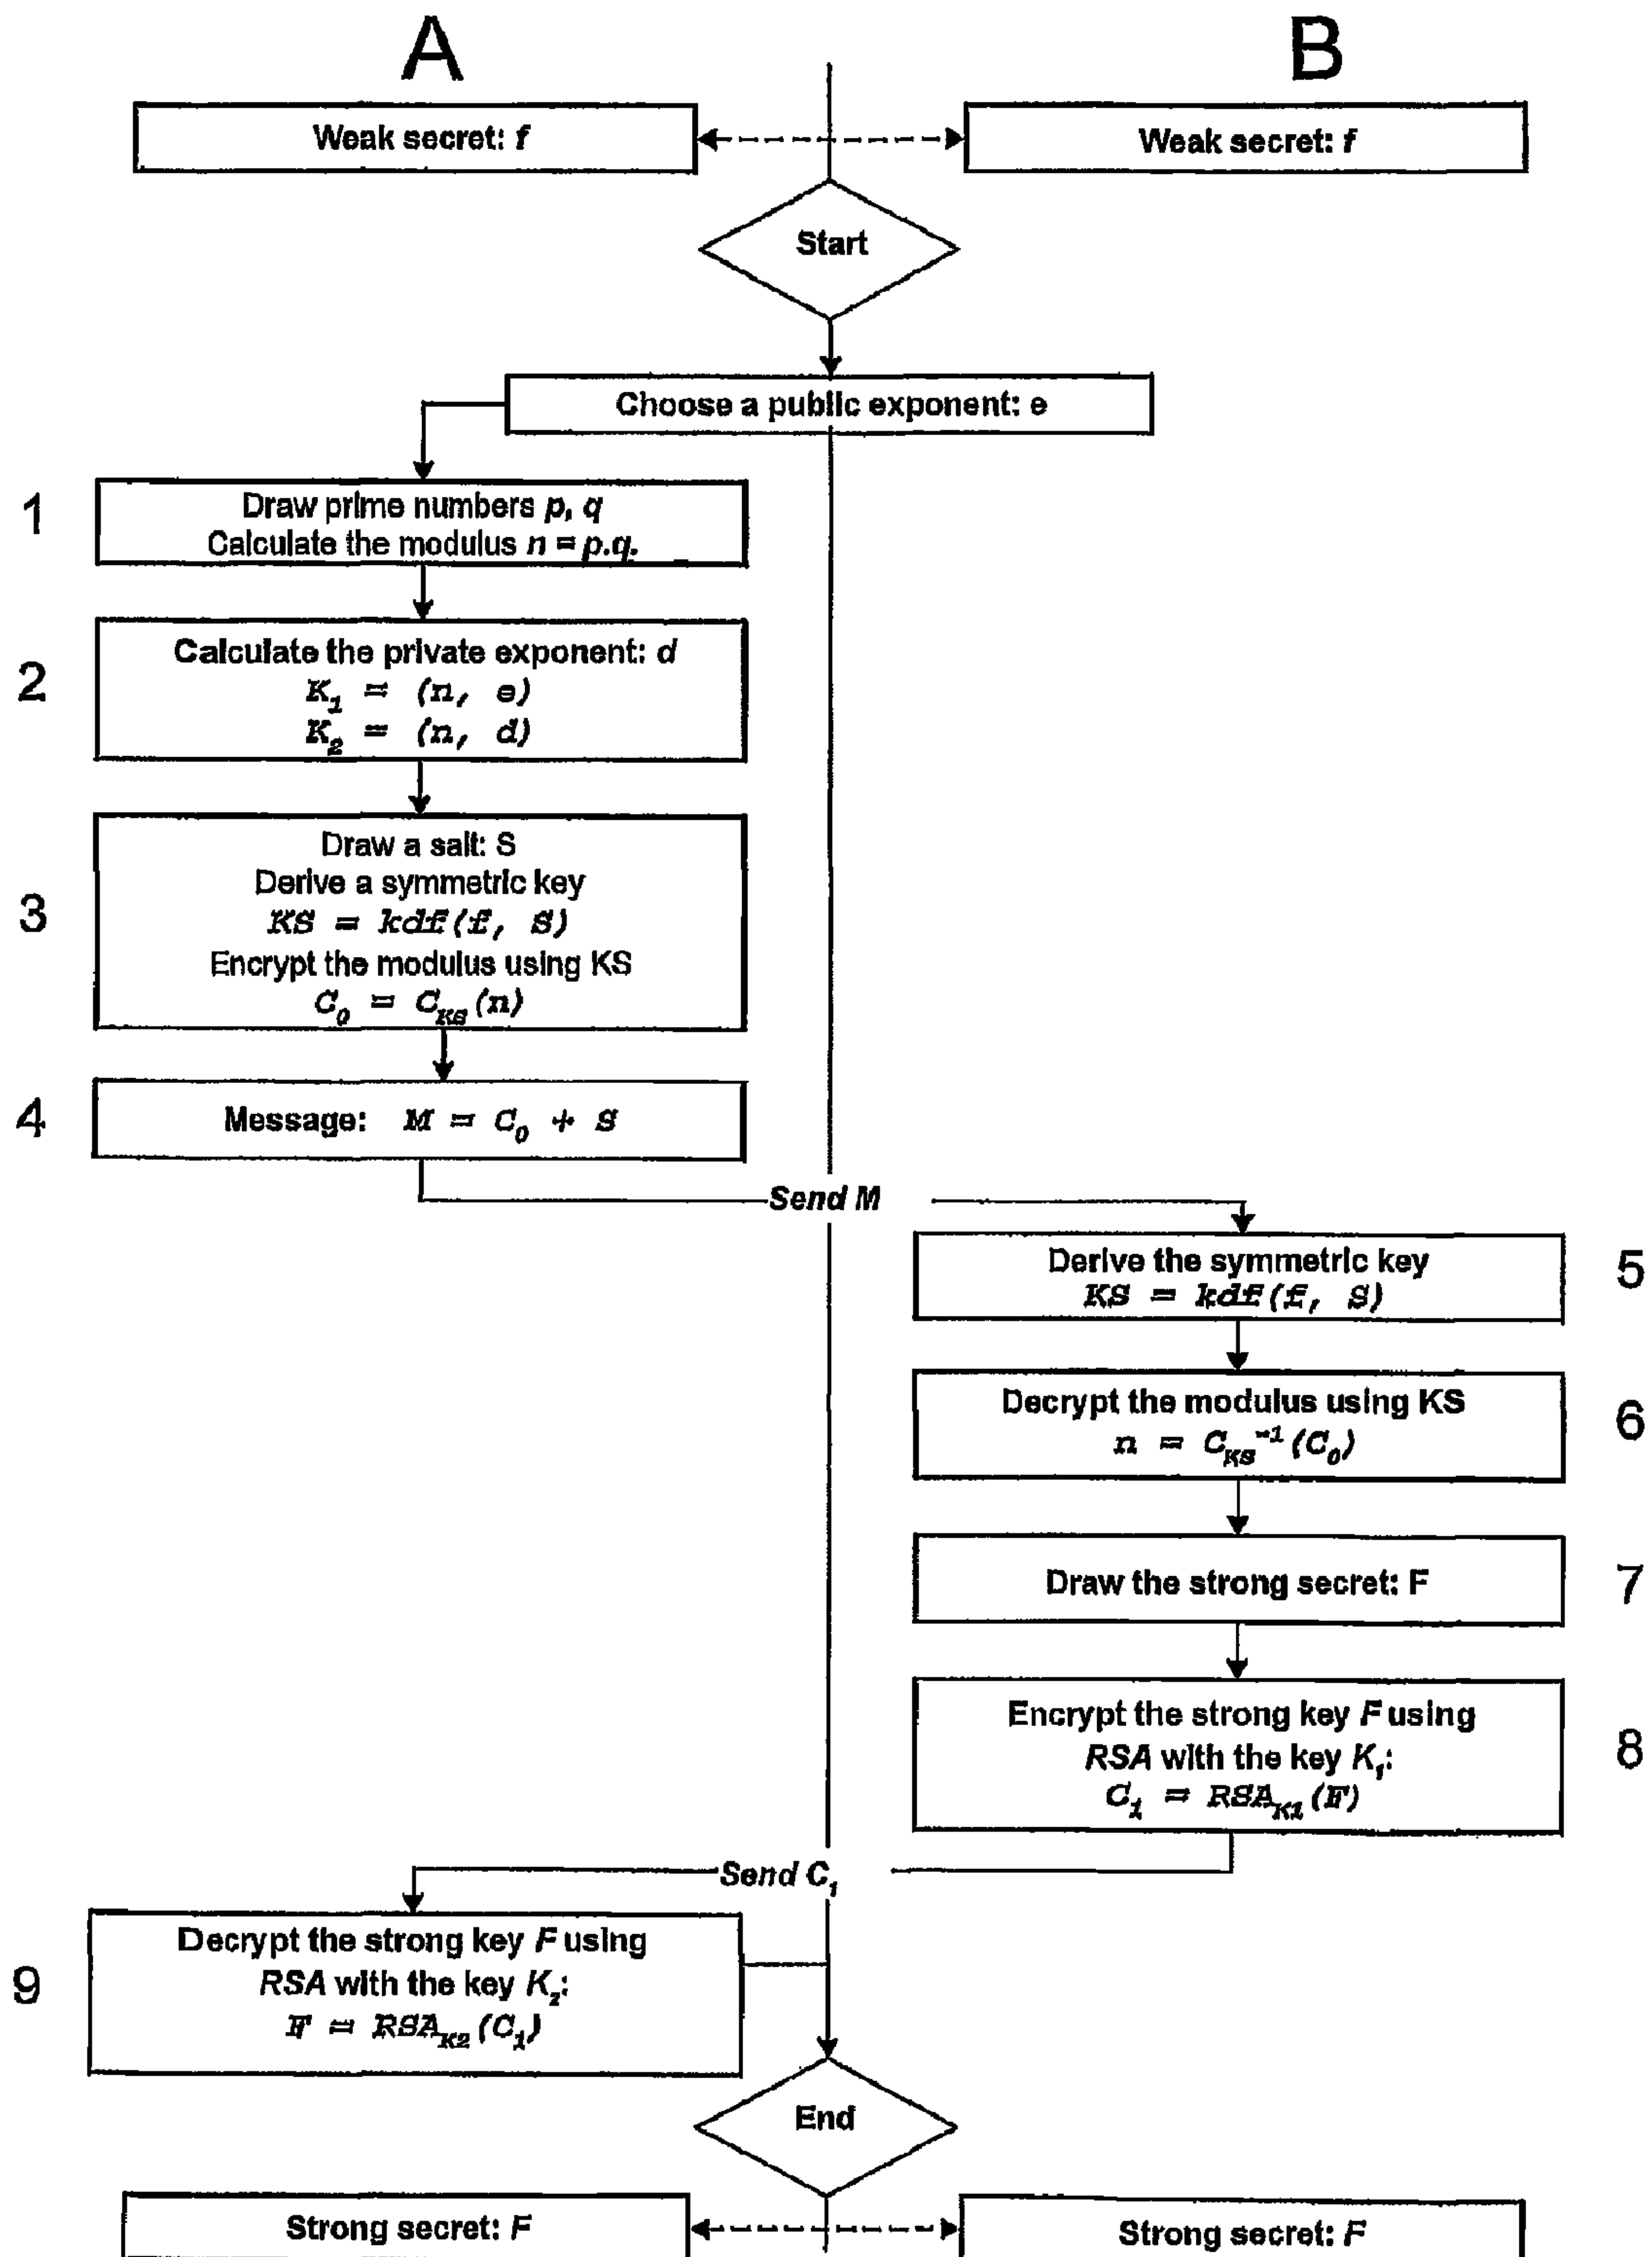 A
B
Weak secret: f
Weak secret: f
Start
Choose a public exponent: e
1
Draw prime numbers p, q
Calculate the modulus n = p.q.
2
Calculate the private exponent: d
K₁ = (n, e)
K₂ = (n, d)
3
Draw a salt: S
Derive a symmetric key
KS = kdf(f, S)
Encrypt the modulus using KS
C₀ = C_KS(n)
4
Message: M = C₀ + S
Send M
Derive the symmetric key
KS = kdf(f, S)
5
Decrypt the modulus using KS
n = C_KS⁻¹(C₀)
6
Draw the strong secret: F
7
Encrypt the strong key F using
RSA with the key K₁:
C₁ = RSA_K1(F)
8
Send C₁
9
Decrypt the strong key F using
RSA with the key K₂:
F = RSA_K2(C₁)
End
Strong secret: F
Strong secret: F